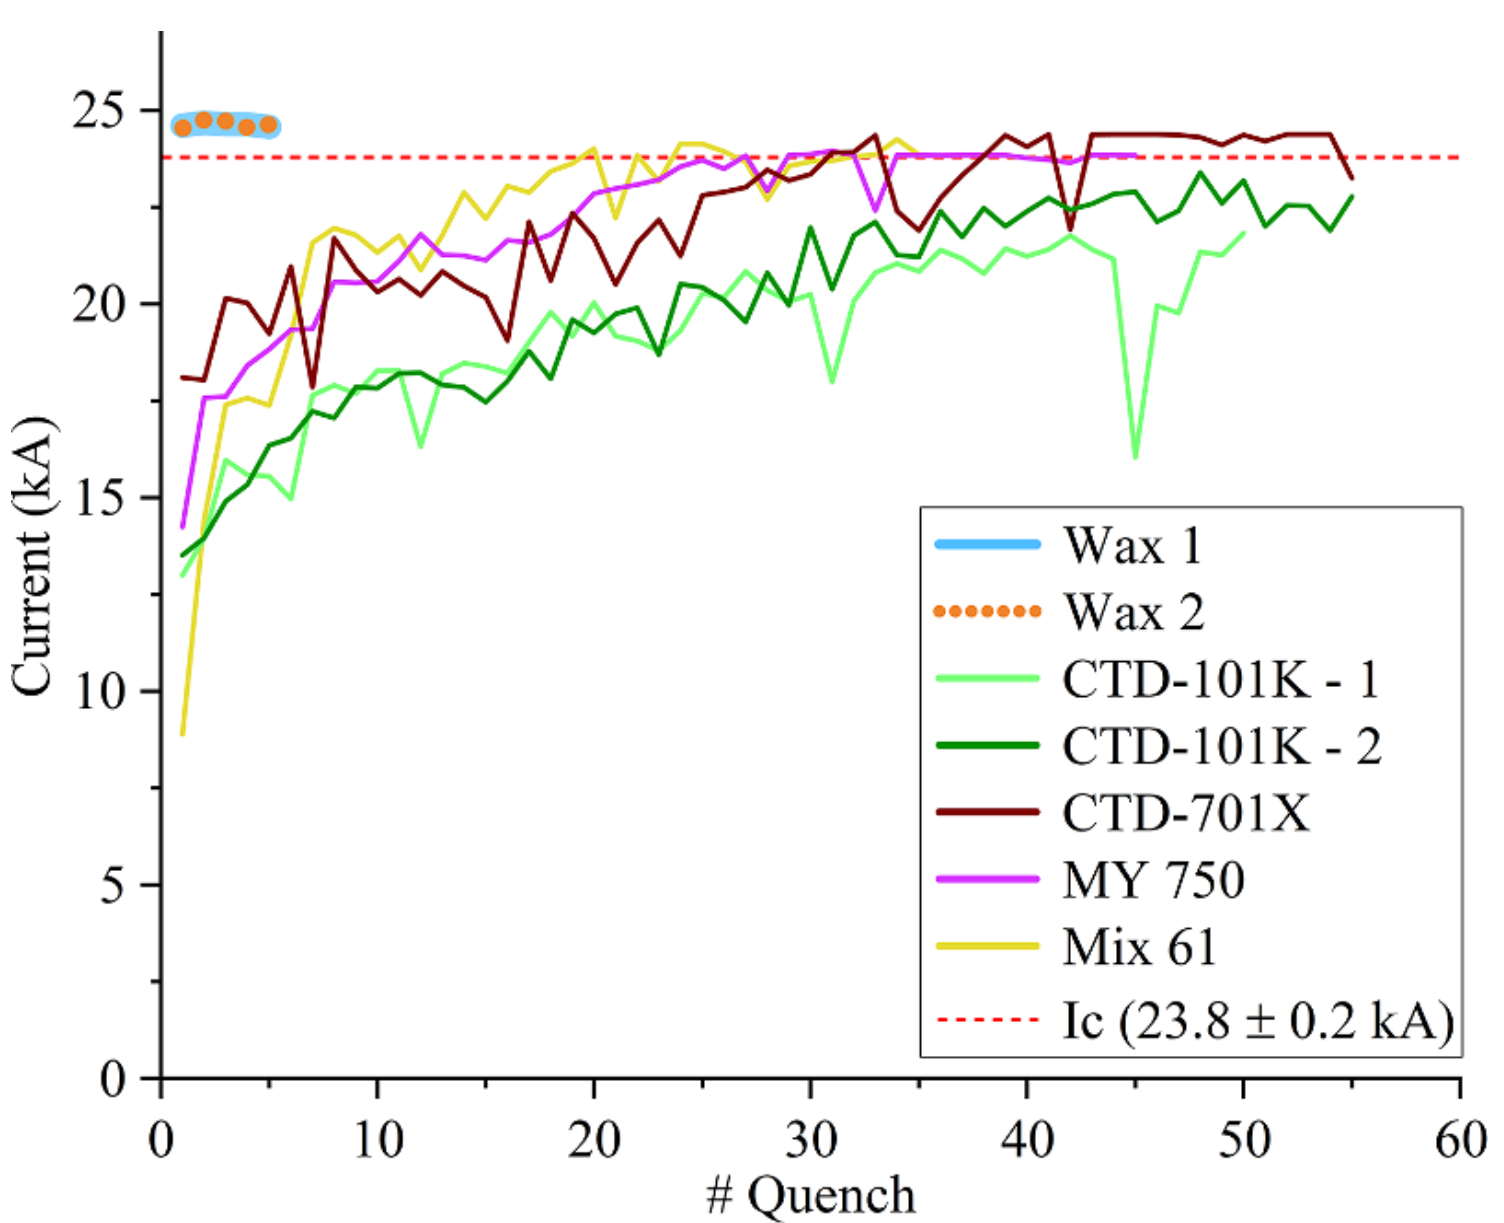 25
20
15
10
5
0
Current (kA)
0 10 20 30 40 50 60
# Quench
Wax 1
Wax 2
CTD-101K - 1
CTD-101K - 2
CTD-701X
MY 750
Mix 61
Ic (23.8 ± 0.2 kA)